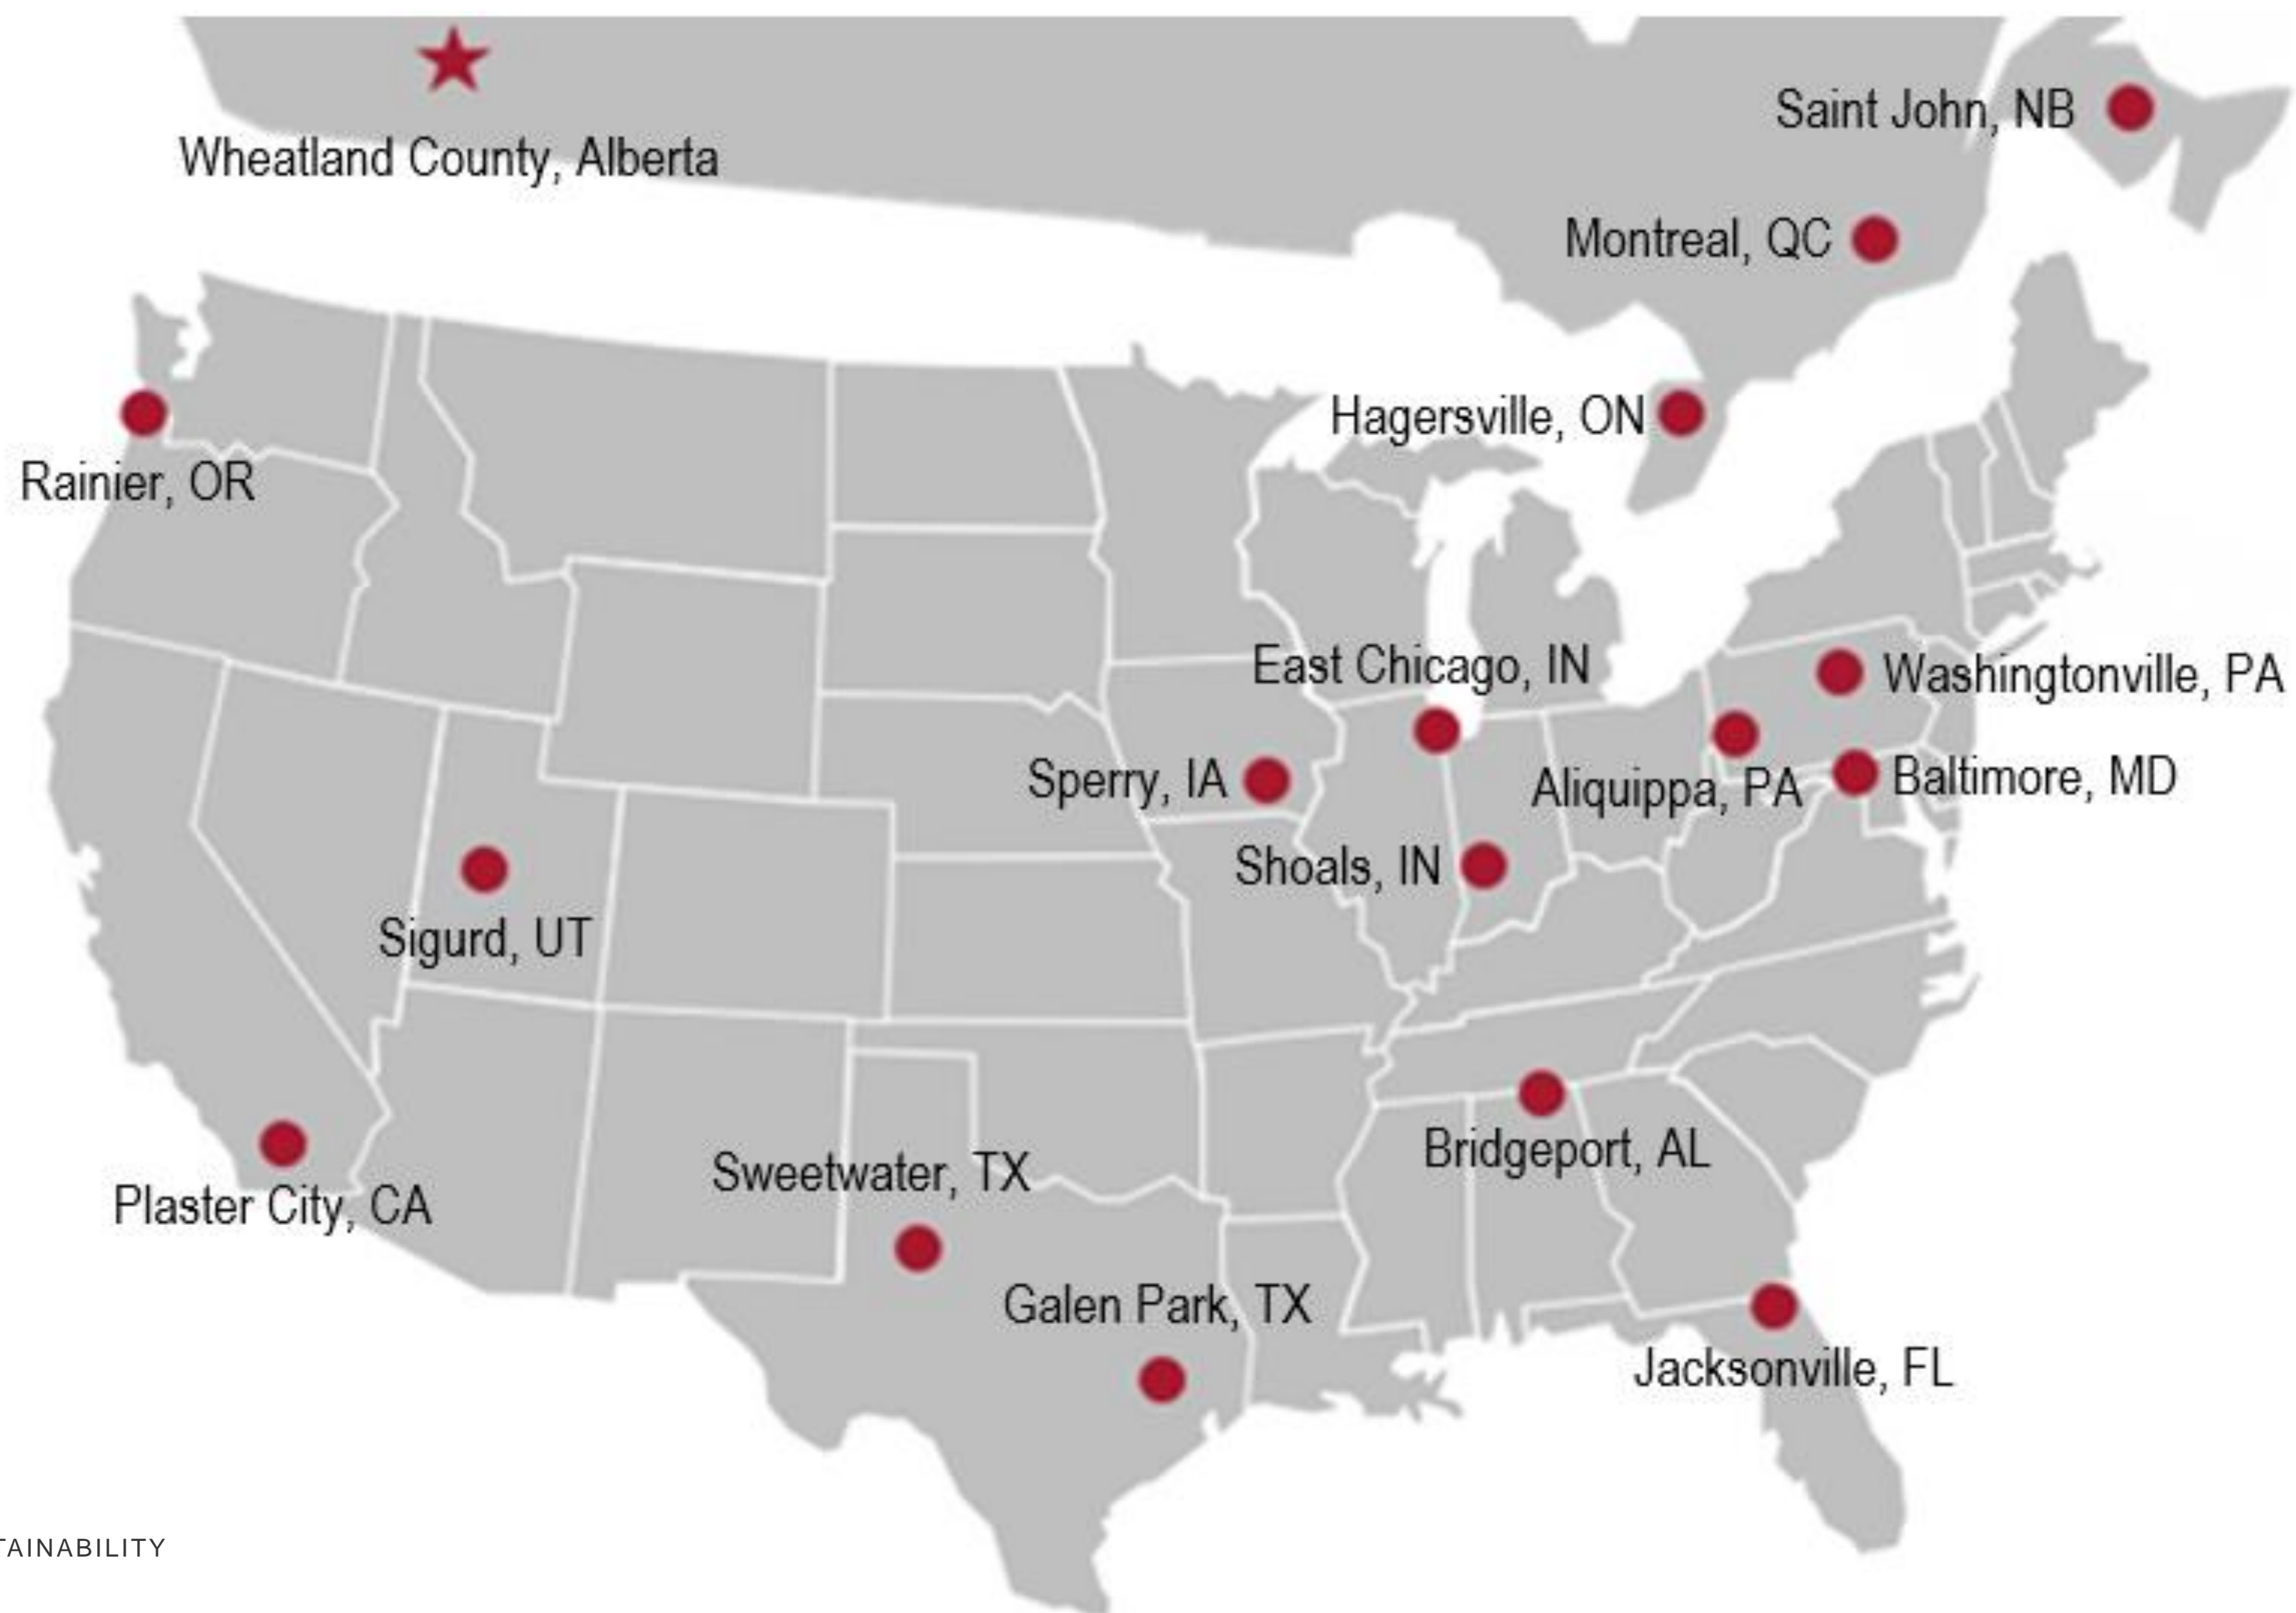 Saint John, NB
Wheatland County, Alberta
Montreal, QC
Hagersville, ON
Rainier, OR
East Chicago, IN
Washingtonville, PA
Sperry, IA
Aliquippa, PA
Baltimore, MD
Shoals, IN
Sigurd, UT
Bridgeport, AL
Sweetwater, TX
Plaster City, CA
Galen Park, TX
Jacksonville, FL
TAINABILITY